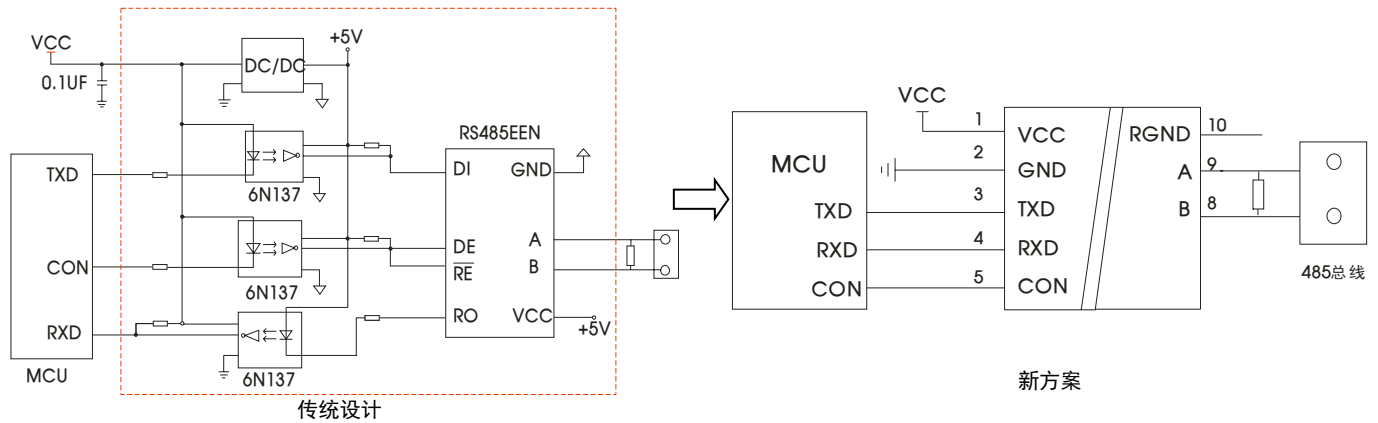 VCC
0.1UF
DC/DC
+5V
RS485EEN
TXD
6N137
DI
GND
CON
6N137
DE
RE
A
B
RXD
6N137
RO
VCC
+5V
MCU
传统设计
MCU
TXD
RXD
CON
VCC
1
2
3
4
5
VCC
GND
TXD
RXD
CON
RGND
A
B
10
9
8
485总线
新方案